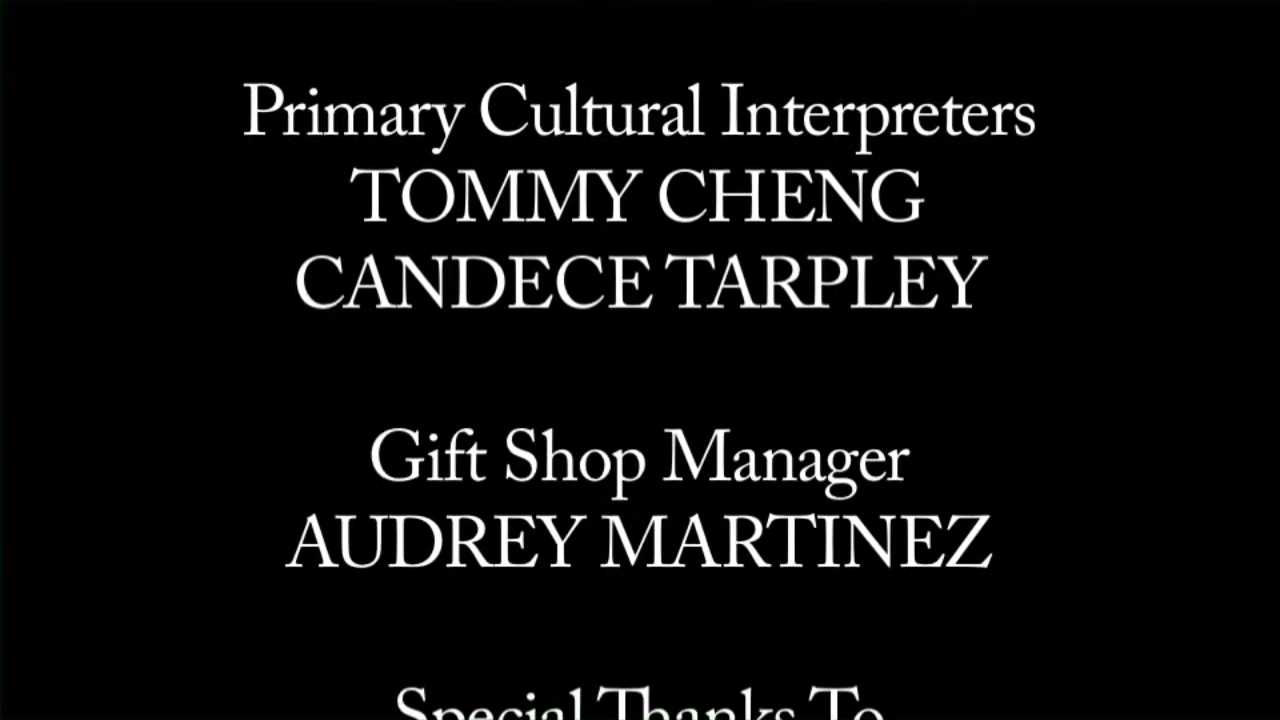 Primary Cultural Interpreters
TOMMY CHENG
CANDECE TARPLEY
Gift Shop Manager
AUDREY MARTINEZ
Special Thanks To